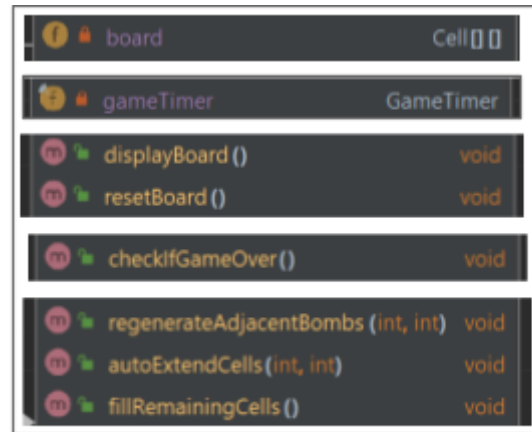 f board Cell[][]
f gameTimer GameTimer
m displayBoard() void
m resetBoard() void
m checkIfGameOver() void
m regenerateAdjacentBombs(int, int) void
m autoExtendCells(int, int) void
m fillRemainingCells() void